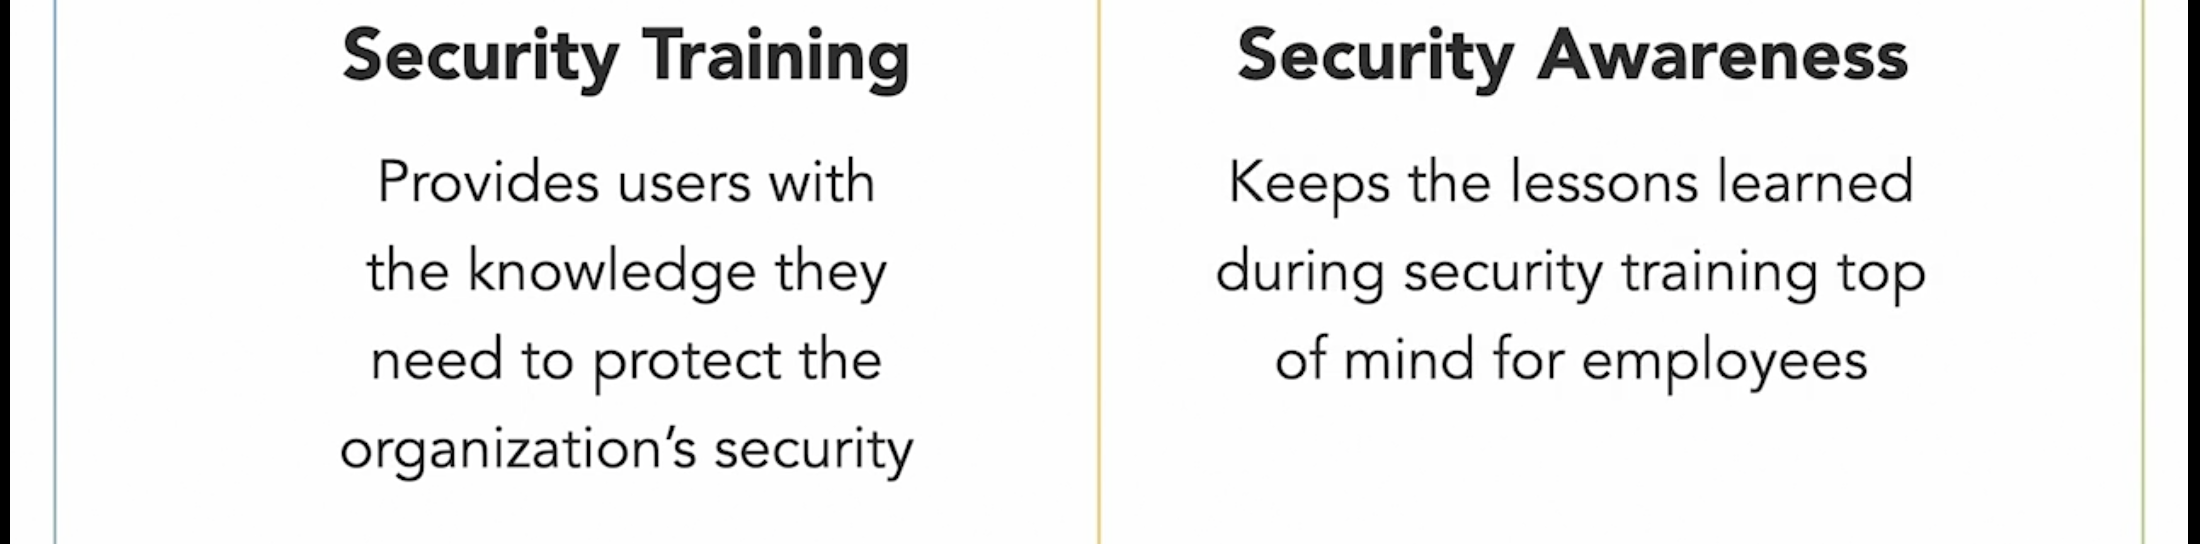 Security Training
Provides users with
the knowledge they
need to protect the
organization’s security
Security Awareness
Keeps the lessons learned
during security training top
of mind for employees